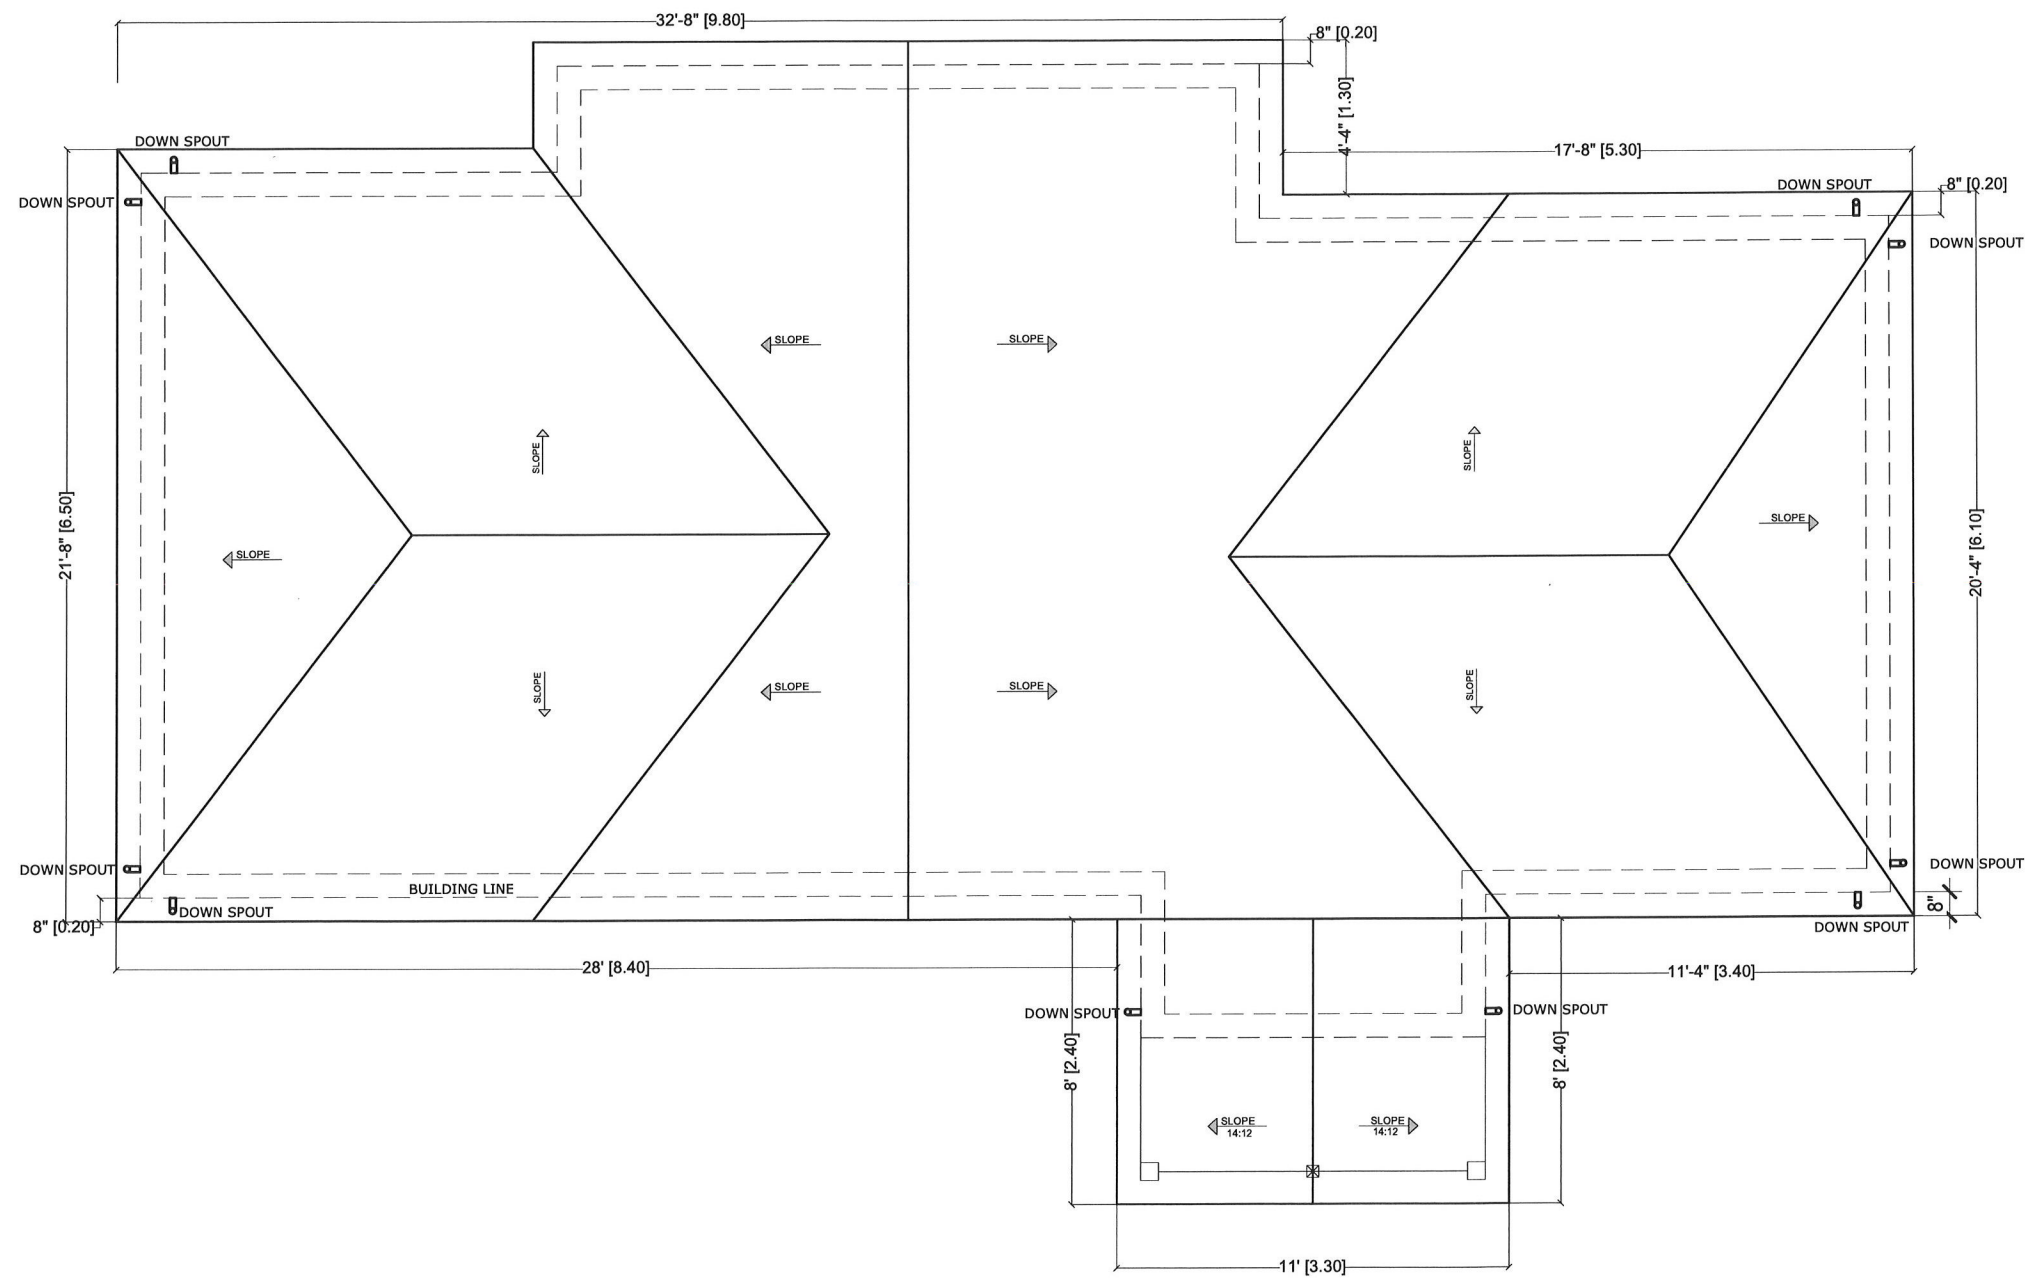 32'-8" [9.80]
8" [0.20]
4'-4" [1.30]
DOWN SPOUT
17'-8" [5.30]
DOWN SPOUT
8" [0.20]
DOWN SPOUT
DOWN SPOUT
SLOPE
SLOPE
SLOPE
SLOPE
21'-8" [6.50]
SLOPE
SLOPE
20'-4" [6.10]
SLOPE
SLOPE
SLOPE
SLOPE
DOWN SPOUT
DOWN SPOUT
BUILDING LINE
8"
DOWN SPOUT
8" [0.20]
DOWN SPOUT
28' [8.40]
11'-4" [3.40]
DOWN SPOUT
DOWN SPOUT
8' [2.40]
8' [2.40]
SLOPE
14:12
SLOPE
14:12
11' [3.30]